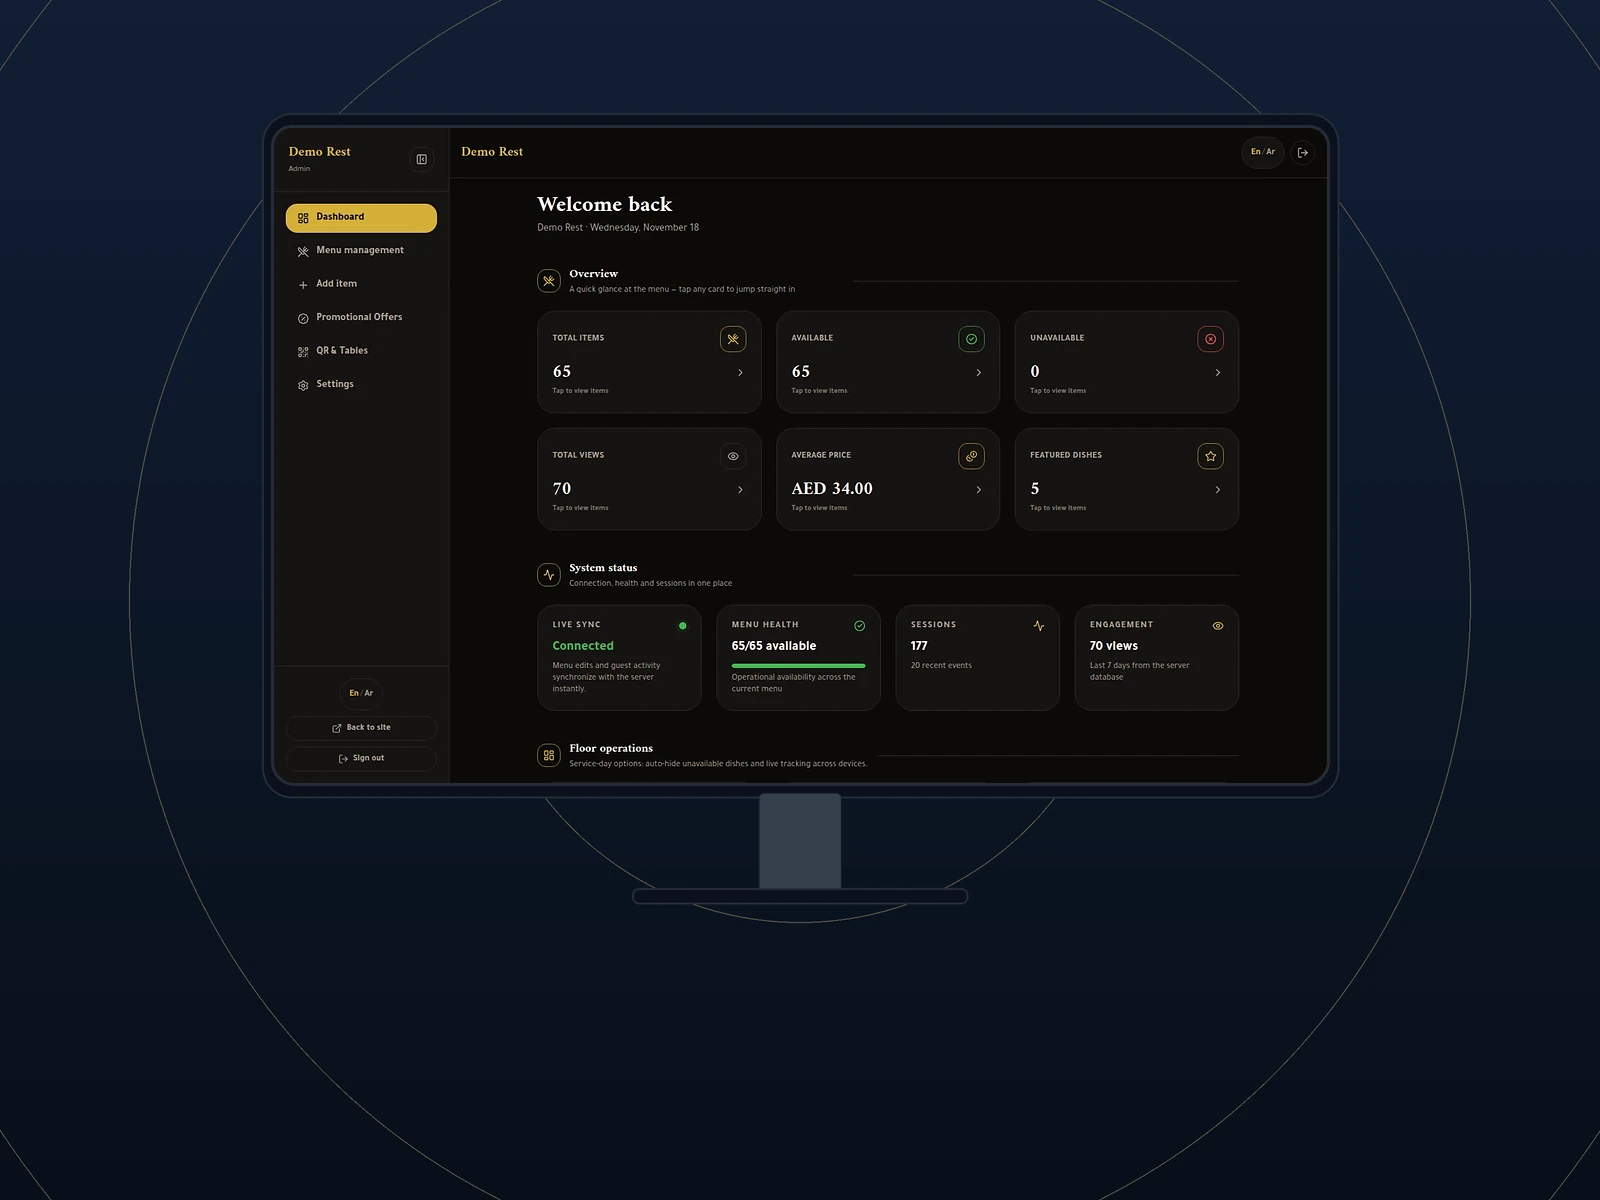 Demo Rest
Admin
Dashboard
Menu management
Add item
Promotional Offers
QR & Tables
Settings
En / Ar
Back to site
Sign out
Demo Rest
En / Ar
Welcome back
Demo Rest · Wednesday, November 18
Overview
A quick glance at the menu — tap any card to jump straight in
TOTAL ITEMS
65
Tap to view items
AVAILABLE
65
Tap to view items
UNAVAILABLE
0
Tap to view items
TOTAL VIEWS
70
Tap to view items
AVERAGE PRICE
AED 34.00
Tap to view items
FEATURED DISHES
5
Tap to view items
System status
Connection, health and sessions in one place
LIVE SYNC
Connected
Menu edits and guest activity
synchronize with the server
instantly.
MENU HEALTH
65/65 available
Operational availability across the
current menu
SESSIONS
177
20 recent events
ENGAGEMENT
70 views
Last 7 days from the server
database
Floor operations
Service-day options: auto-hide unavailable dishes and live tracking across devices.